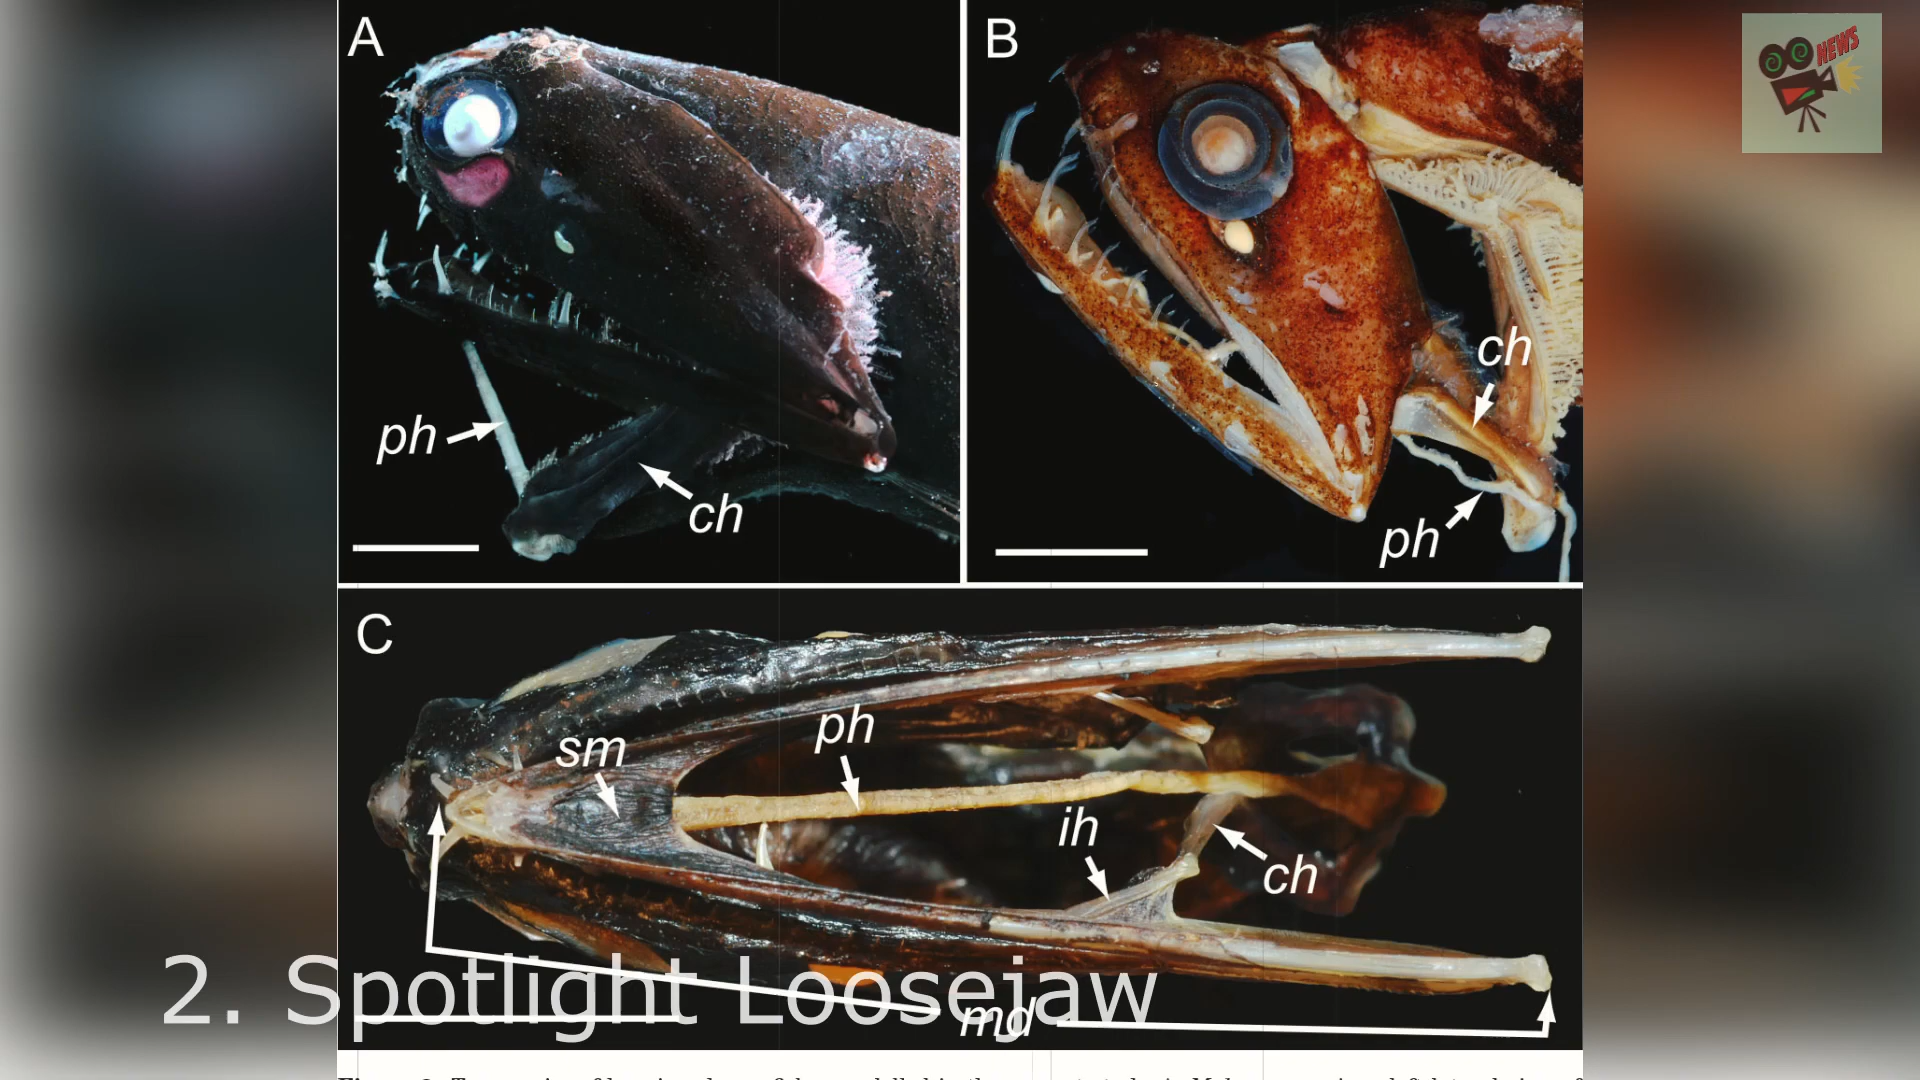 A
B
NEWS
ch
ph
ph
ch
C
ph
sm
ih
ch
2. Spotlight Loosejaw
md